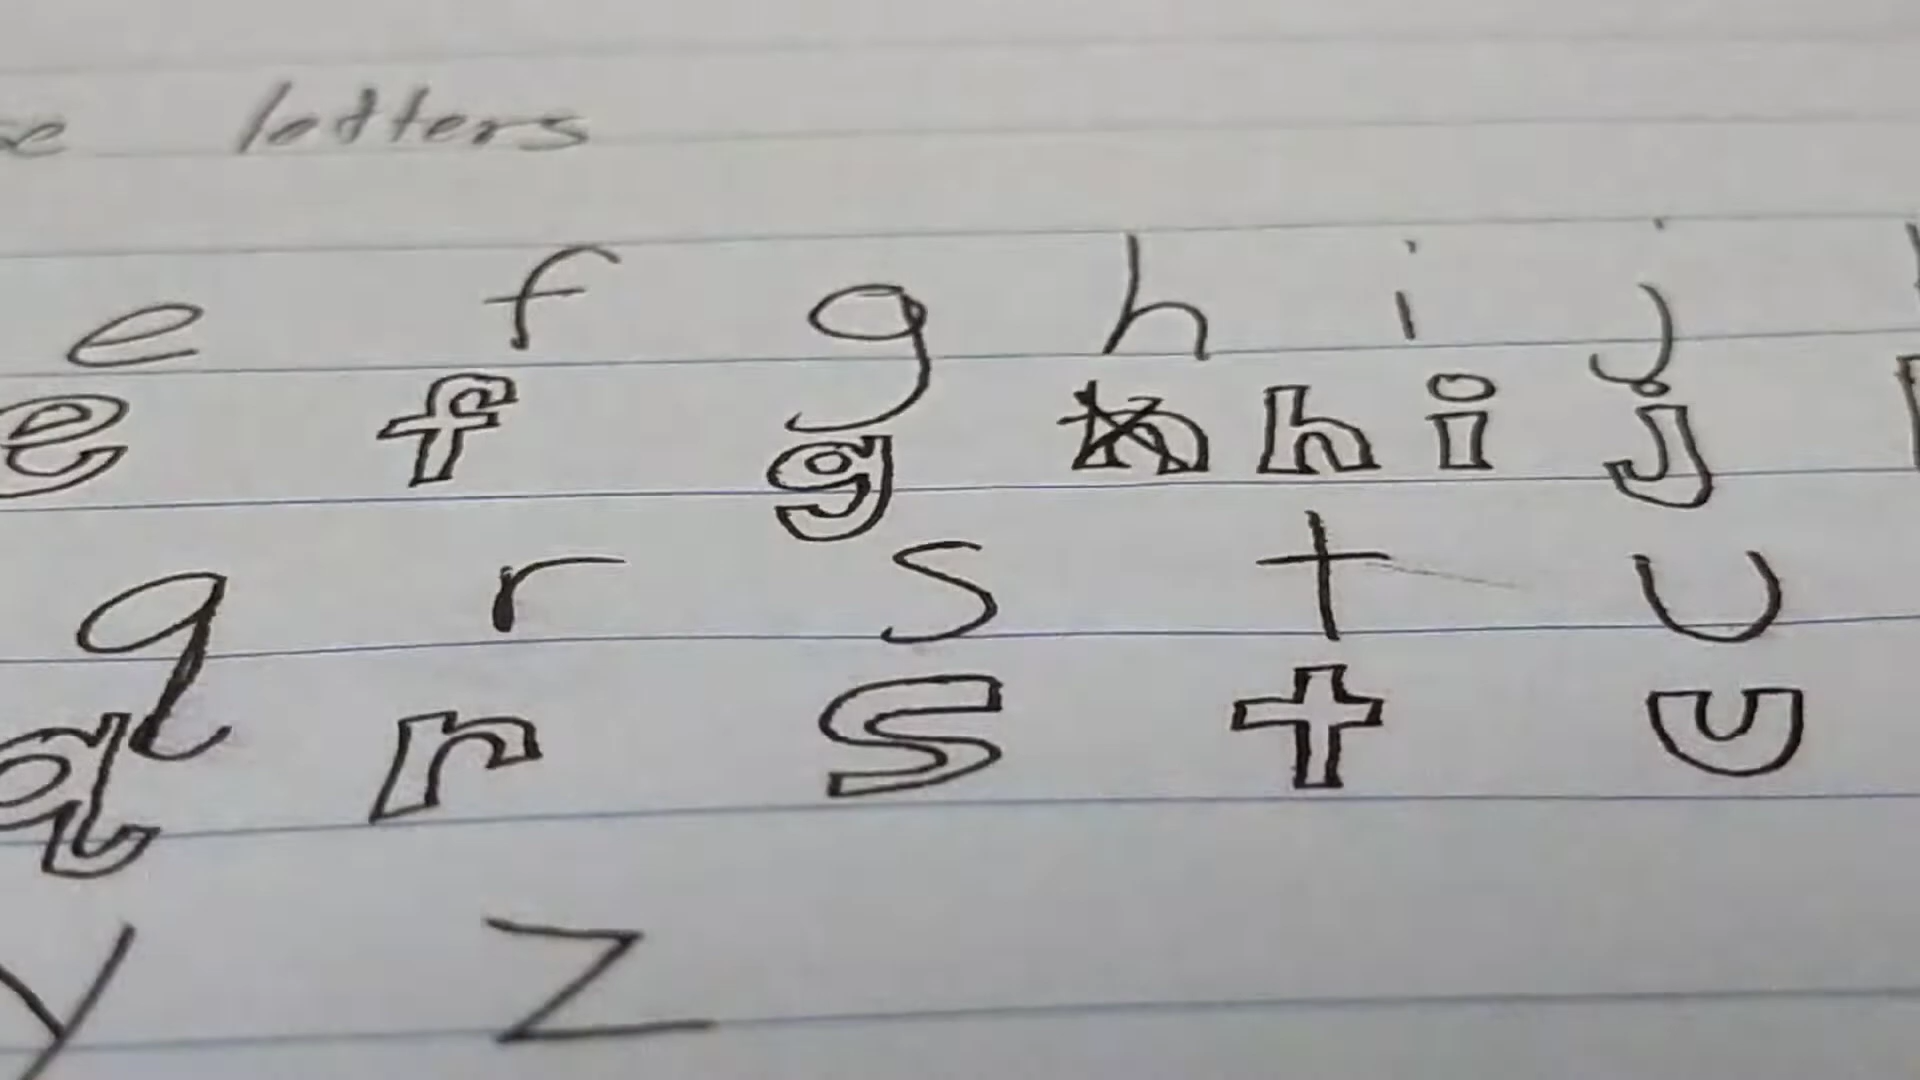 letters
e f g h i j
e f g h i j
q r s t u
q r s t u
y z